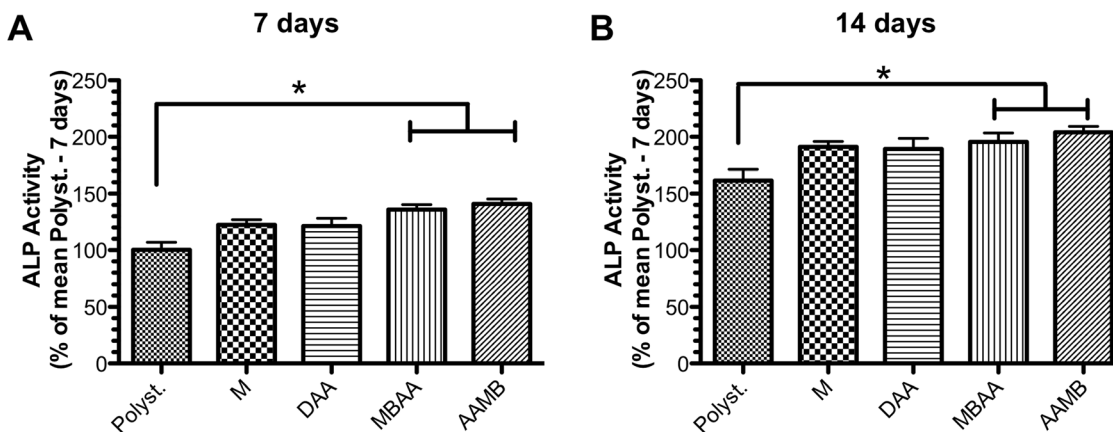 A
7 days
ALP Activity
(% of mean Polyst. - 7 days)
250
200
150
100
50
0
*
Polyst.
M
DAA
MBAA
AAMB
B
14 days
ALP Activity
(% of mean Polyst. - 7 days)
250
200
150
100
50
0
*
Polyst.
M
DAA
MBAA
AAMB